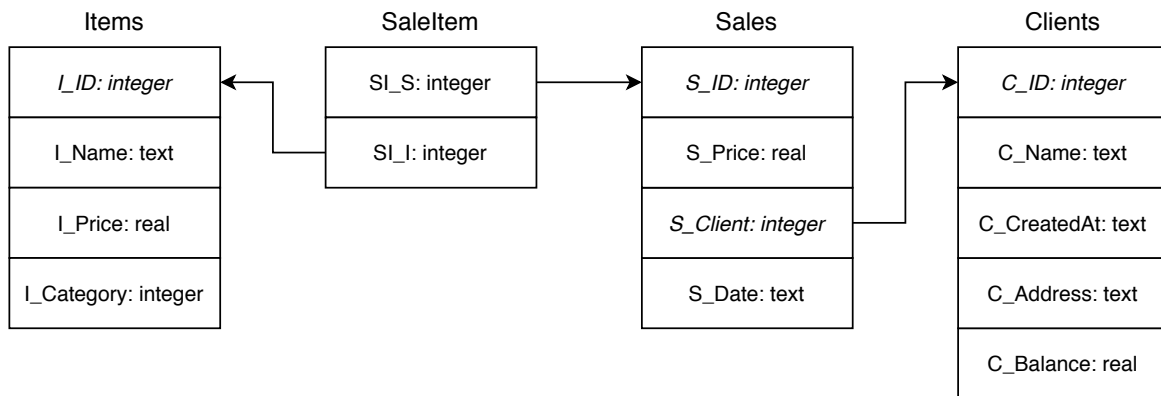 Items
I_ID: integer
I_Name: text
I_Price: real
I_Category: integer
SaleItem
SI_S: integer
SI_I: integer
Sales
S_ID: integer
S_Price: real
S_Client: integer
S_Date: text
Clients
C_ID: integer
C_Name: text
C_CreatedAt: text
C_Address: text
C_Balance: real